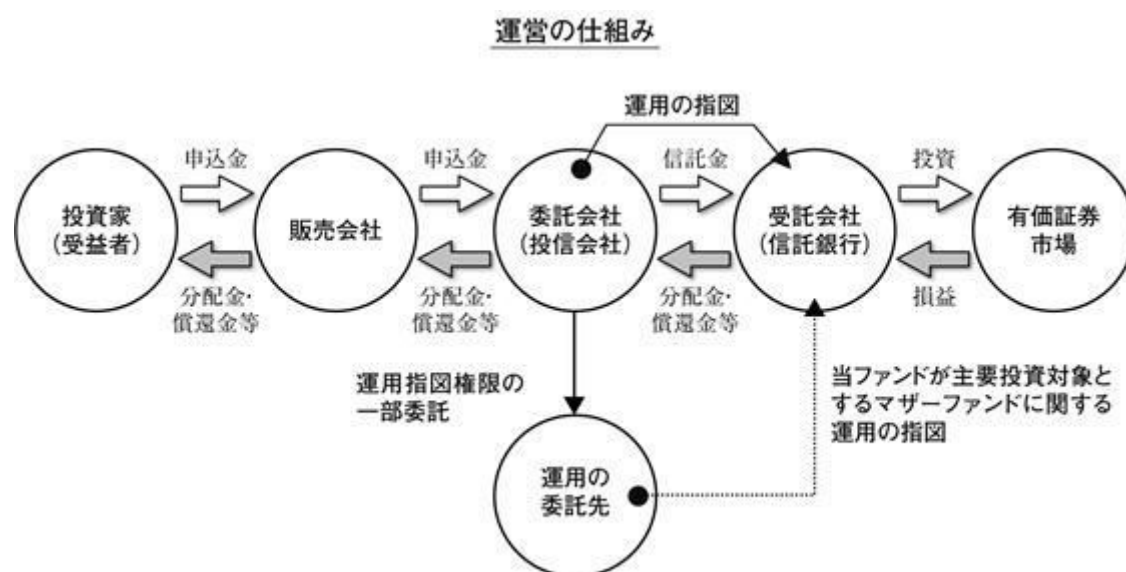 運営の仕組み
運用の指図
申込金
申込金
信託金
投資
投資家
(受益者)
販売会社
委託会社
(投信会社)
受託会社
(信託銀行)
有価証券
市場
分配金・
償還金等
分配金・
償還金等
分配金・
償還金等
損益
運用指図権限の
一部委託
当ファンドが主要投資対象と
するマザーファンドに関する
運用の指図
運用の
委託先